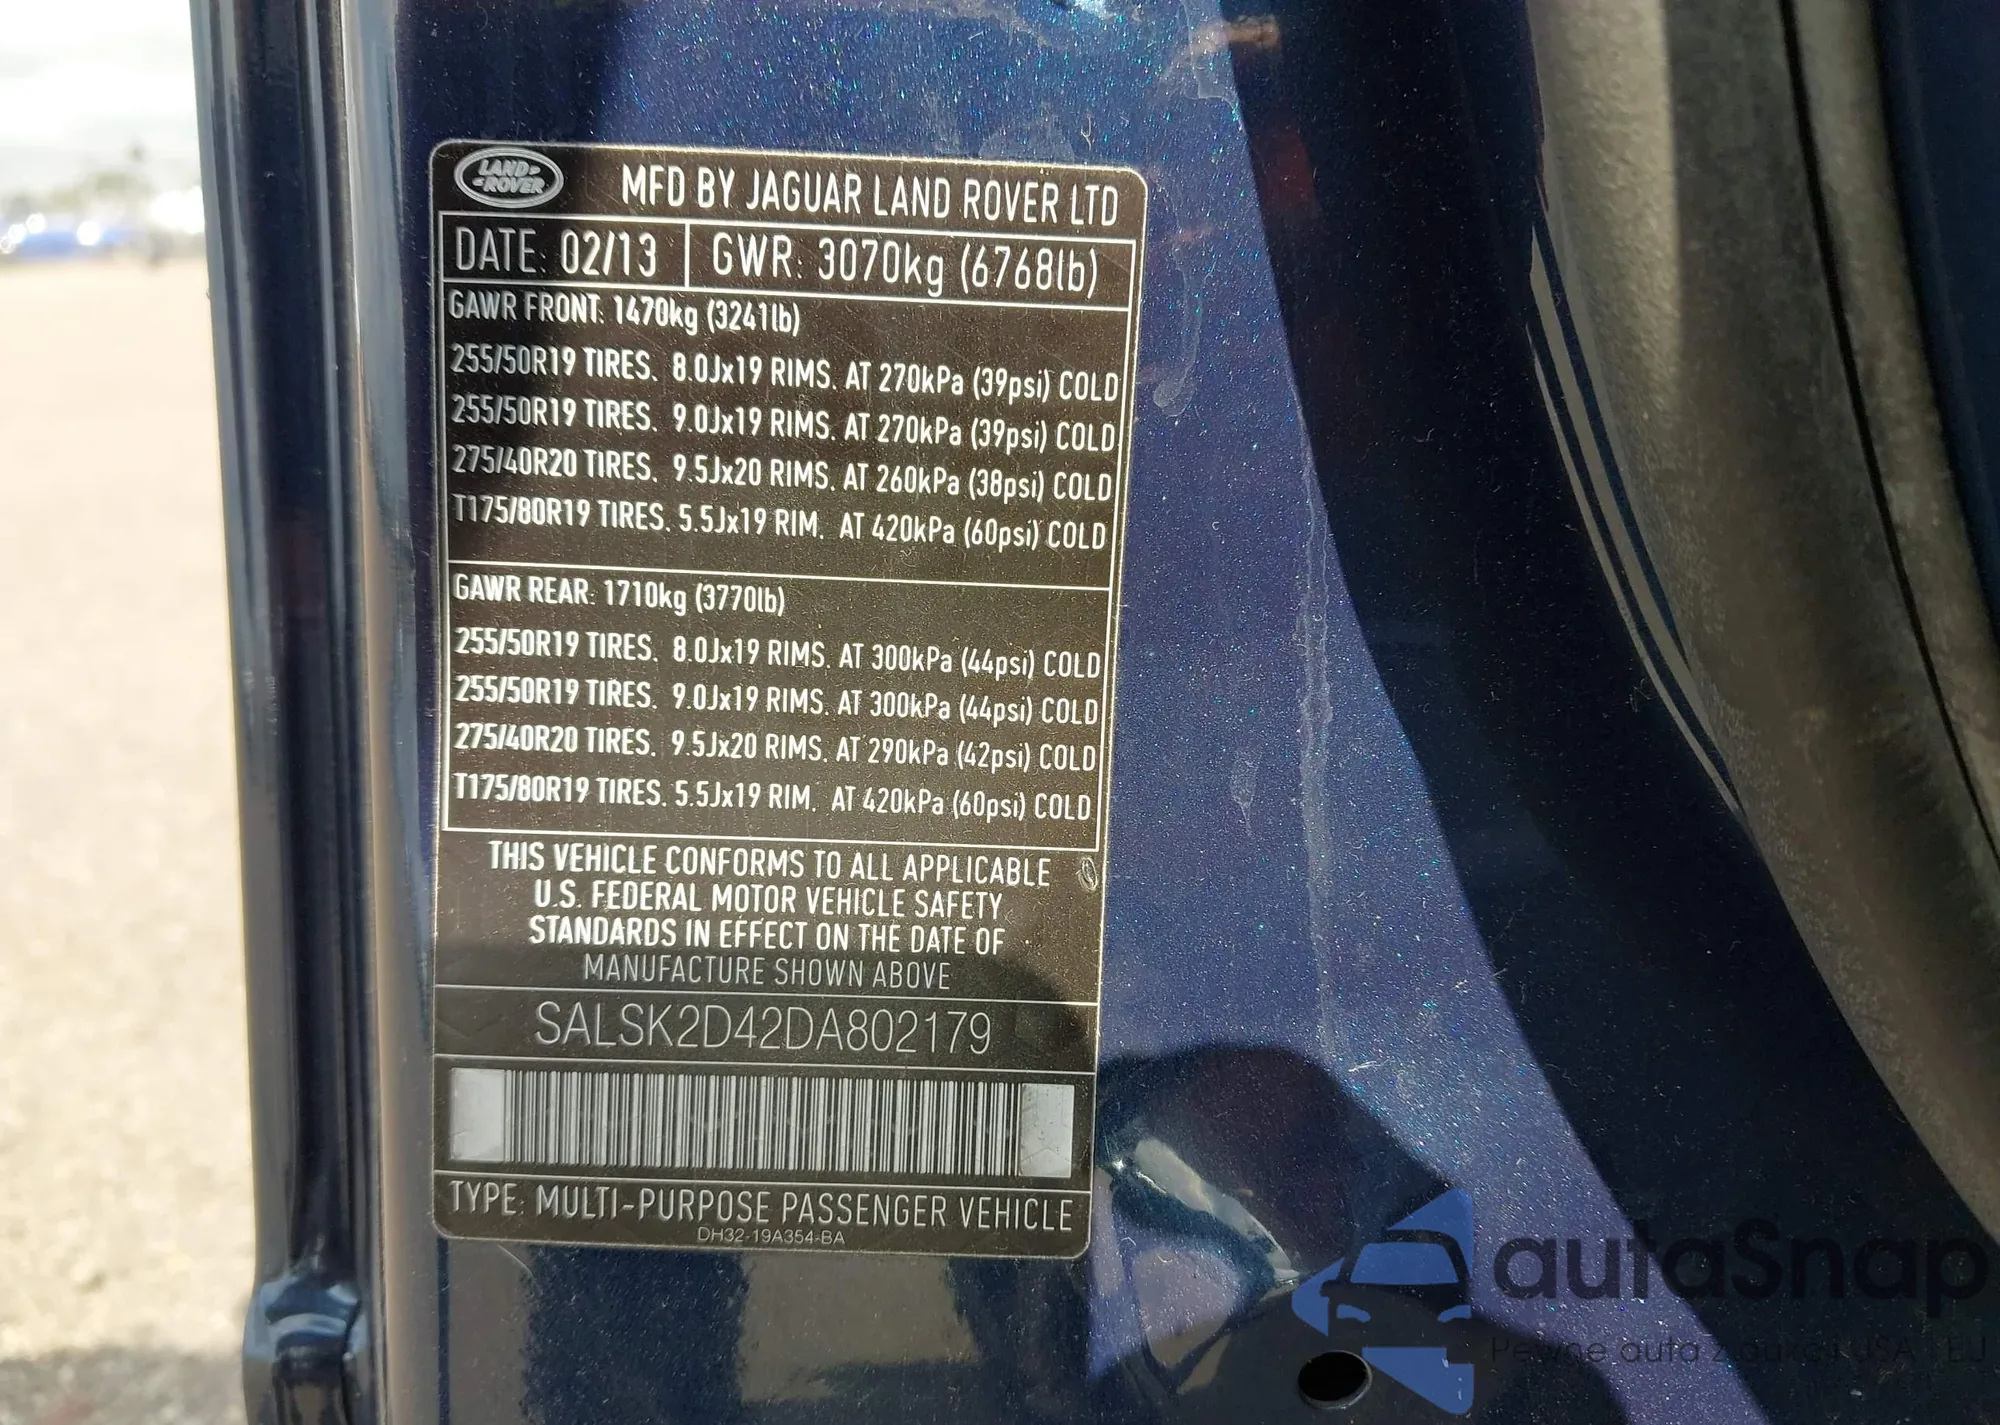 LAND ROVER
MFD BY JAGUAR LAND ROVER LTD
DATE: 02/13 GWR: 3070kg (6768lb)
GAWR FRONT: 1470kg (3241lb)
255/50R19 TIRES. 8.0Jx19 RIMS. AT 270kPa (39psi) COLD
255/50R19 TIRES. 9.0Jx19 RIMS. AT 270kPa (39psi) COLD
275/40R20 TIRES. 9.5Jx20 RIMS. AT 260kPa (38psi) COLD
T175/80R19 TIRES. 5.5Jx19 RIM. AT 420kPa (60psi) COLD
GAWR REAR: 1710kg (3770lb)
255/50R19 TIRES. 8.0Jx19 RIMS. AT 300kPa (44psi) COLD
255/50R19 TIRES. 9.0Jx19 RIMS. AT 300kPa (44psi) COLD
275/40R20 TIRES. 9.5Jx20 RIMS. AT 290kPa (42psi) COLD
T175/80R19 TIRES. 5.5Jx19 RIM. AT 420kPa (60psi) COLD
THIS VEHICLE CONFORMS TO ALL APPLICABLE
U.S. FEDERAL MOTOR VEHICLE SAFETY
STANDARDS IN EFFECT ON THE DATE OF
MANUFACTURE SHOWN ABOVE
SALSK2D42DA802179
TYPE: MULTI-PURPOSE PASSENGER VEHICLE
DH32-19A354-BA
autaSnap
Pewne auta z aukcji USA i EU